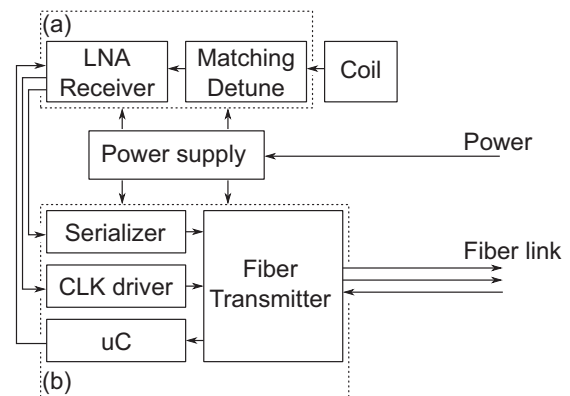 (a)
LNA
Receiver
Matching
Detune
Coil
Power supply
Power
Serializer
CLK driver
uC
Fiber
Transmitter
Fiber link
(b)